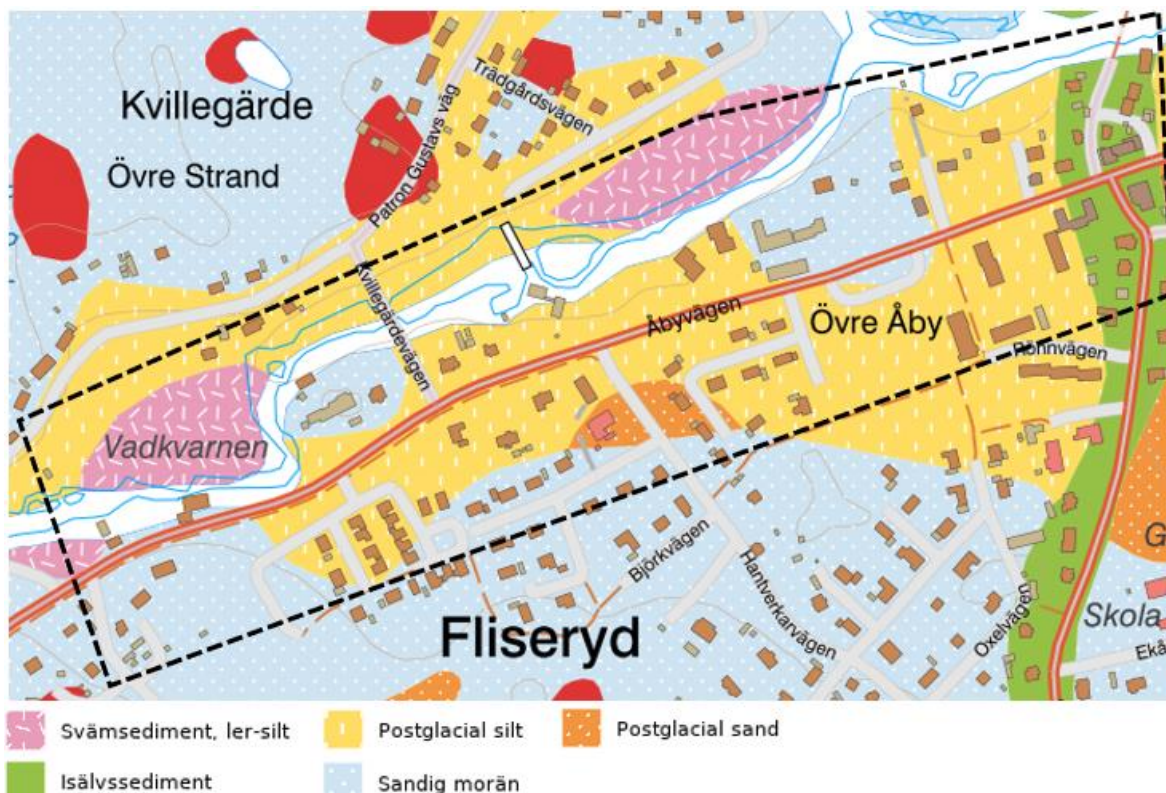 Kvillegärde
Övre Strand
Patron Gustavs väg
Trädgårdsvägen
Kvillegärdevägen
Åbyvägen
Övre Åby
Rönnvägen
Vadkvarnen
Björkvägen
Hantverkarvägen
Oxelvägen
Fliseryd
G
Skola
Ekå
Svämsediment, ler-silt
Postglacial silt
Postglacial sand
Isälvssediment
Sandig morän